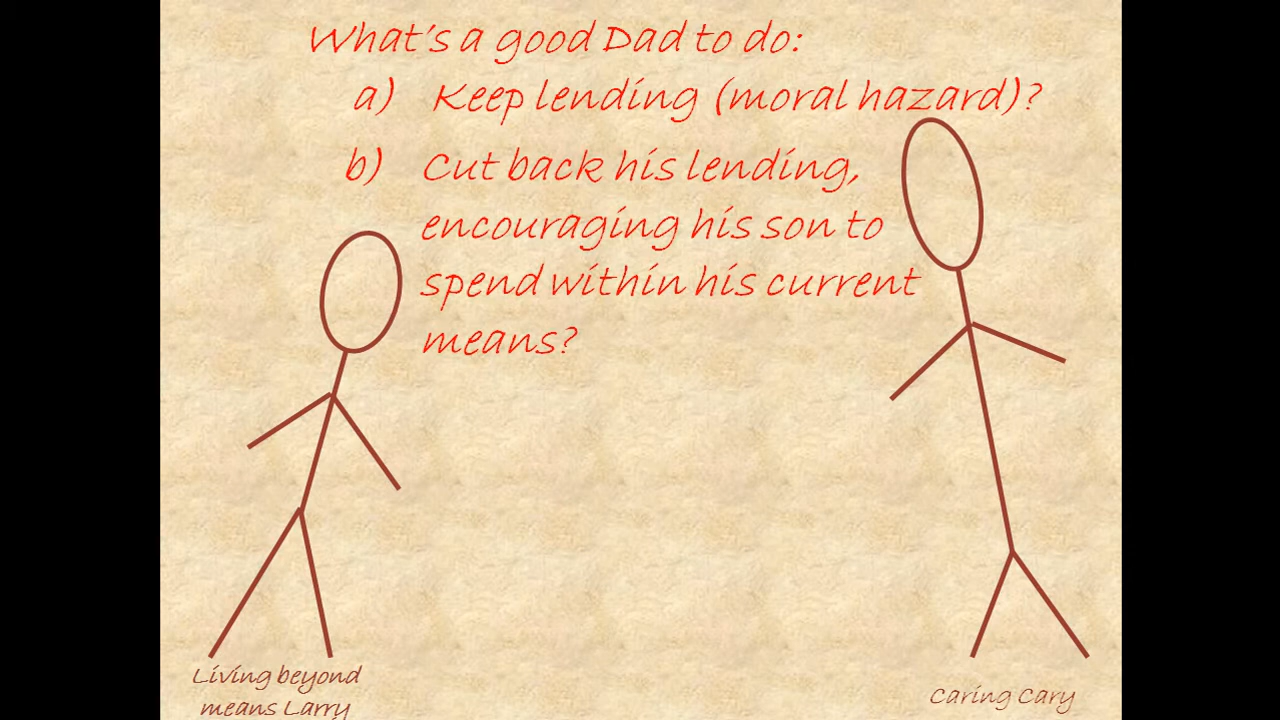 What's a good Dad to do:
a) Keep lending (moral hazard)?
b) Cut back his lending,
encouraging his son to
spend within his current
means?
Living beyond
means Larry
Caring Cary